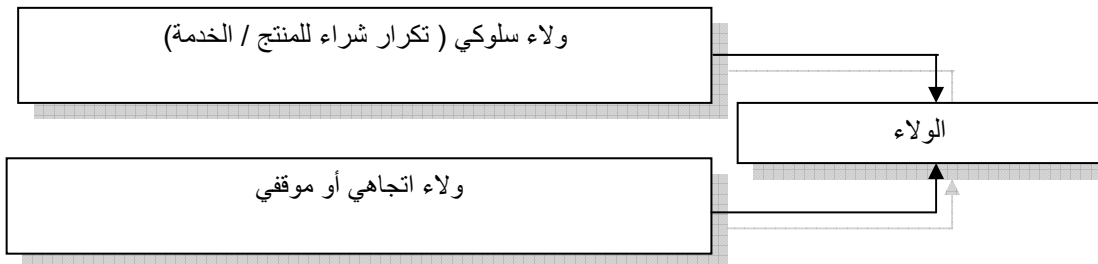 ولاء سلوكي ( تكرار شراء للمنتج / الخدمة)
الولاء
ولاء اتجاهي أو موقفي